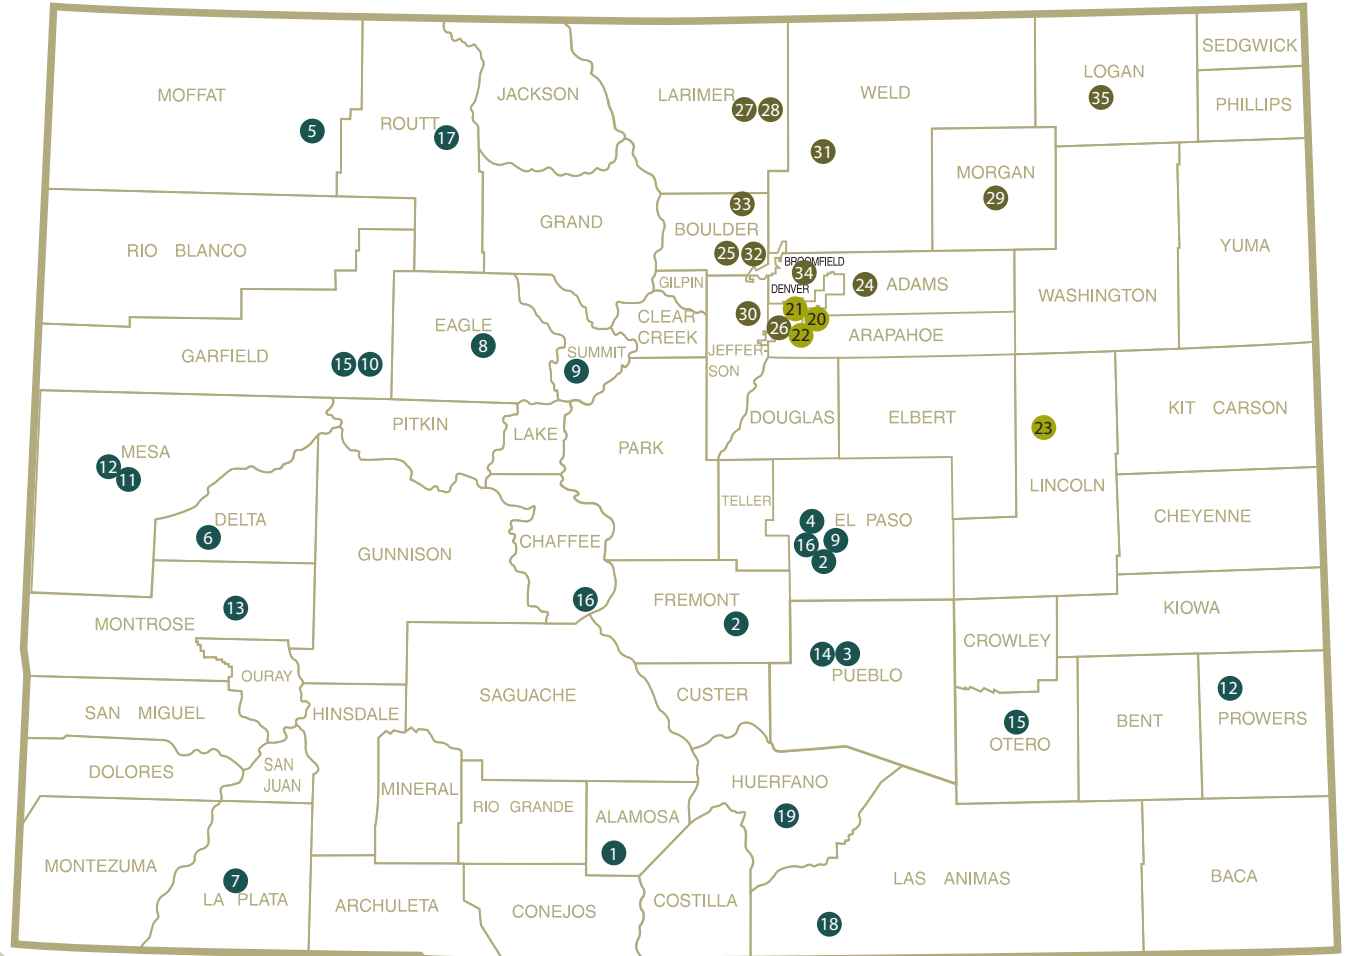 SEDGWICK
LOGAN
MOFFAT
JACKSON
LARIMER
WELD
35
PHILLIPS
27 28
5
ROUTT
17
31
MORGAN
29
33
GRAND
BOULDER
RIO BLANCO
25 32
YUMA
BROOMFIELD
34
GILPIN
DENVER
24 ADAMS
WASHINGTON
21
CLEAR
CREEK
30
20
EAGLE
26
22
ARAPAHOE
8
GARFIELD
SUMMIT
JEFFER-
SON
15 10
9
KIT CARSON
DOUGLAS
ELBERT
PITKIN
23
LAKE
PARK
MESA
12
11
LINCOLN
TELLER
DELTA
4 EL PASO
CHEYENNE
6
CHAFFEE
16 9
2
GUNNISON
16
FREMONT
13
KIOWA
MONTROSE
2
CROWLEY
14 3
PUEBLO
OURAY
SAGUACHE
CUSTER
12
SAN MIGUEL
HINSDALE
15
BENT
PROWERS
OTERO
DOLORES
SAN
JUAN
HUERFANO
MINERAL
RIO GRANDE
ALAMOSA
19
1
MONTEZUMA
7
LA PLATA
LAS ANIMAS
BACA
ARCHULETA
CONEJOS
COSTILLA
18